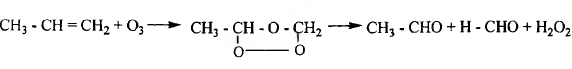 CH₃ - CH = CH₂ + O₃ ⟶ CH₃ - CH - O - CH₂ ⟶ CH₃ - CHO + H - CHO + H₂O₂
O O